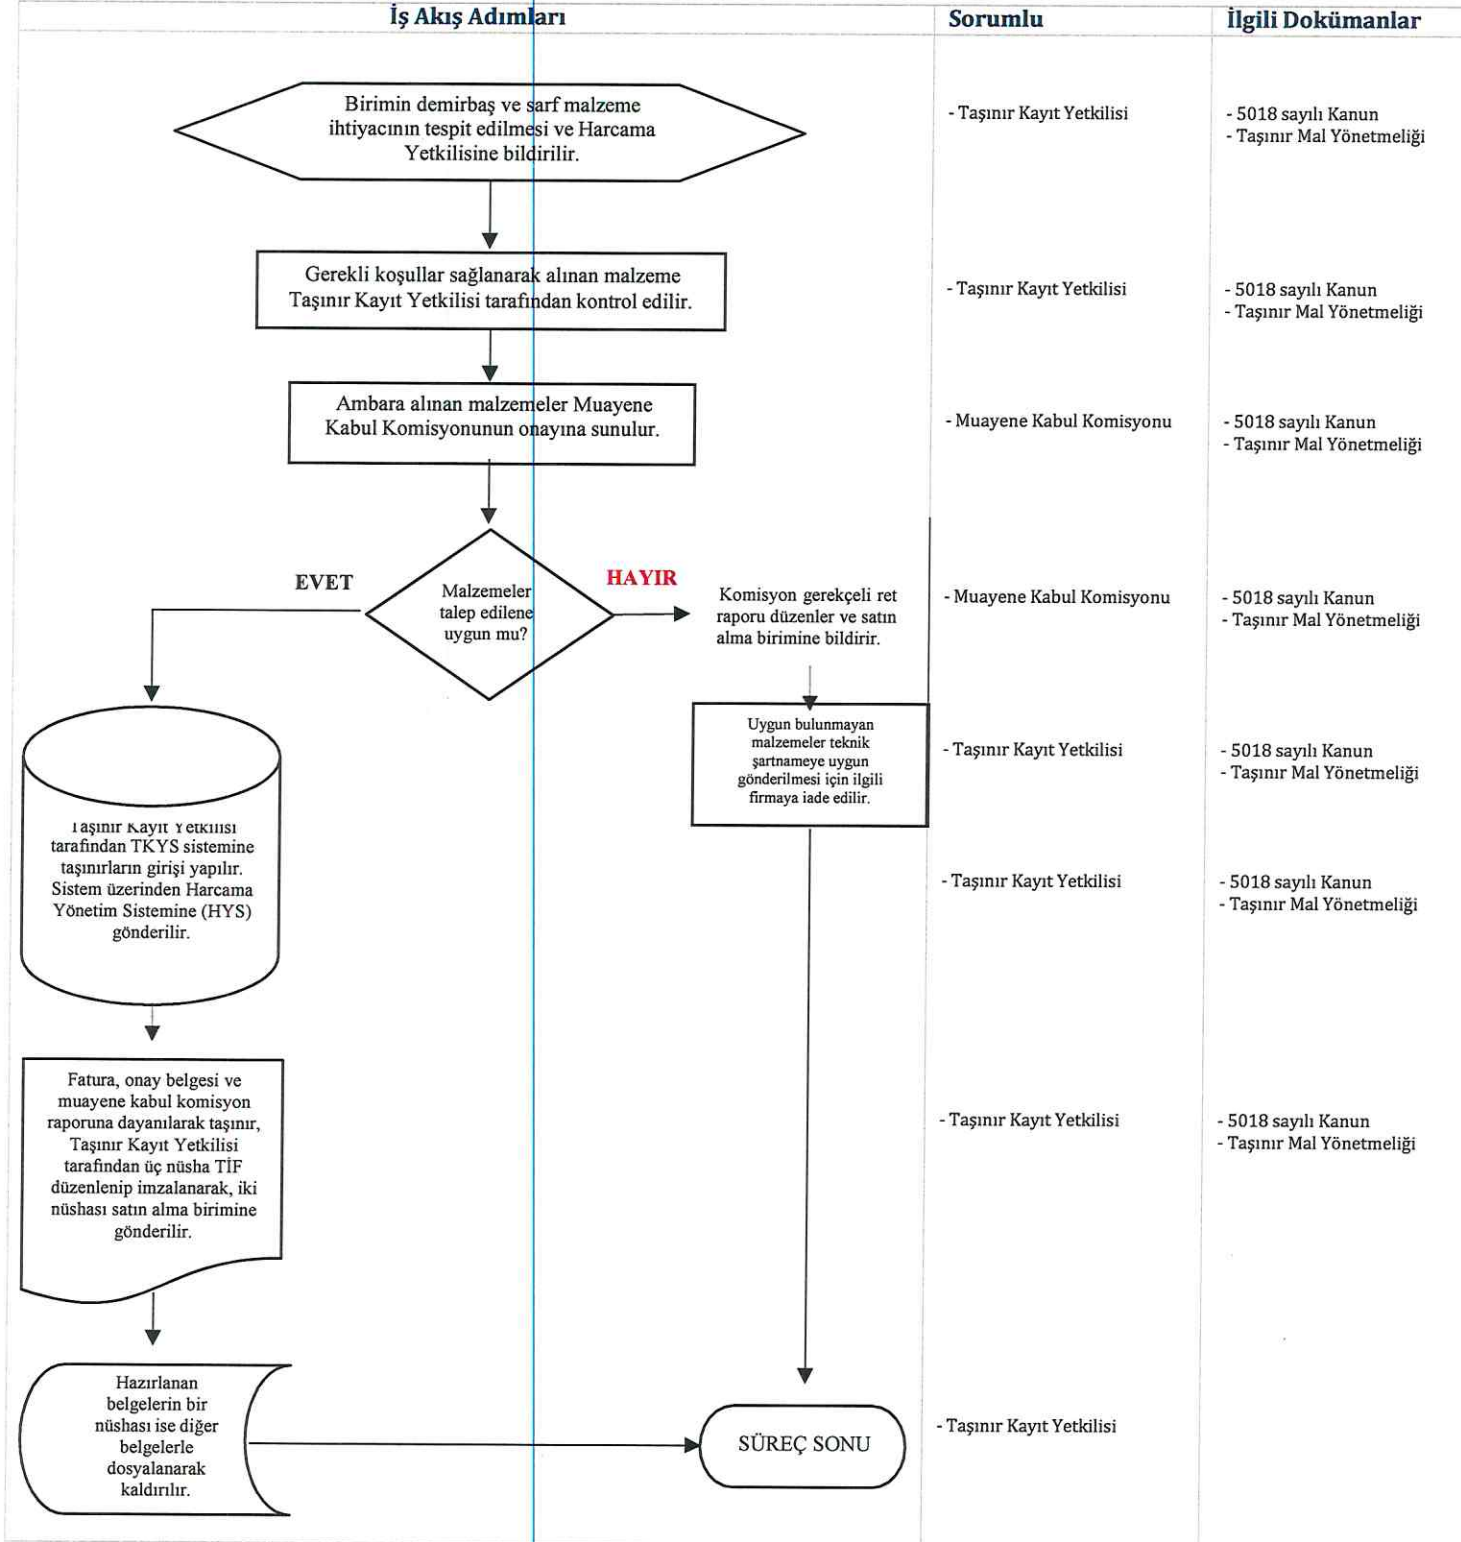 İş Akış Adımları
Sorumlu
İlgili Dokümanlar
Birimin demirbaş ve sarf malzeme
ihtiyacının tespit edilmesi ve Harcama
Yetkilisine bildirilir.
- Taşınır Kayıt Yetkilisi
- 5018 sayılı Kanun
- Taşınır Mal Yönetmeliği
Gerekli koşullar sağlanarak alınan malzeme
Taşınır Kayıt Yetkilisi tarafından kontrol edilir.
- Taşınır Kayıt Yetkilisi
- 5018 sayılı Kanun
- Taşınır Mal Yönetmeliği
Ambara alınan malzemeler Muayene
Kabul Komisyonunun onayına sunulur.
- Muayene Kabul Komisyonu
- 5018 sayılı Kanun
- Taşınır Mal Yönetmeliği
EVET
Malzemeler
talep edilene
uygun mu?
HAYIR
Komisyon gerekçeli ret
raporu düzenler ve satın
alma birimine bildirir.
- Muayene Kabul Komisyonu
- 5018 sayılı Kanun
- Taşınır Mal Yönetmeliği
Uygun bulunmayan
malzemeler teknik
şartnameye uygun
gönderilmesi için ilgili
firmaya iade edilir.
- Taşınır Kayıt Yetkilisi
- 5018 sayılı Kanun
- Taşınır Mal Yönetmeliği
Taşınır Kayıt Yetkilisi
tarafından TKYS sistemine
taşınırların girişi yapılır.
Sistem üzerinden Harcama
Yönetim Sistemine (HYS)
gönderilir.
- Taşınır Kayıt Yetkilisi
- 5018 sayılı Kanun
- Taşınır Mal Yönetmeliği
Fatura, onay belgesi ve
muayene kabul komisyon
raporuna dayanılarak taşınır,
Taşınır Kayıt Yetkilisi
tarafından üç nüsha TİF
düzenlenip imzalanarak, iki
nüshası satın alma birimine
gönderilir.
- Taşınır Kayıt Yetkilisi
- 5018 sayılı Kanun
- Taşınır Mal Yönetmeliği
Hazırlanan
belgelerin bir
nüshası ise diğer
belgelerle
dosyalanarak
kaldırılır.
SÜREÇ SONU
- Taşınır Kayıt Yetkilisi